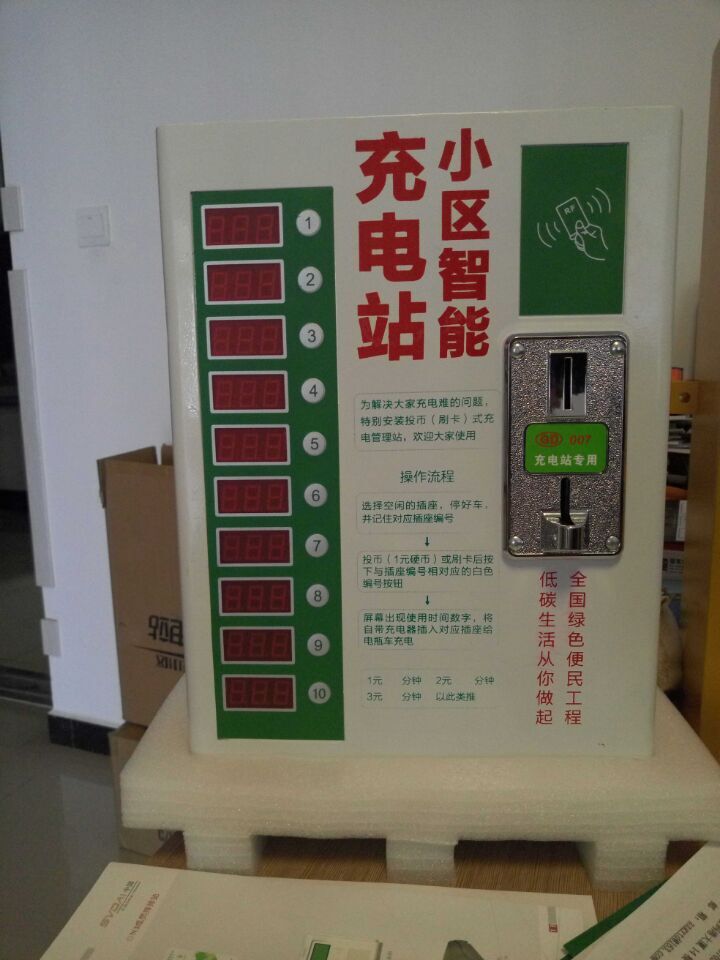 小区智能
充电站
RF
1
2
3
4
5
6
7
8
9
10
为解决大家充电难的问题，
特别安装投币（刷卡）式充
电管理站，欢迎大家使用
操作流程
选择空闲的插座，停好车，
并记住对应插座编号
投币（1元硬币）或刷卡后按
下与插座编号相对应的白色
编号按钮
屏幕出现使用时间数字，将
自带充电器插入对应插座给
电瓶车充电
1元 分钟 2元 分钟
3元 分钟 以此类推
007
充电站专用
全国绿色便民工程
低碳生活从你做起